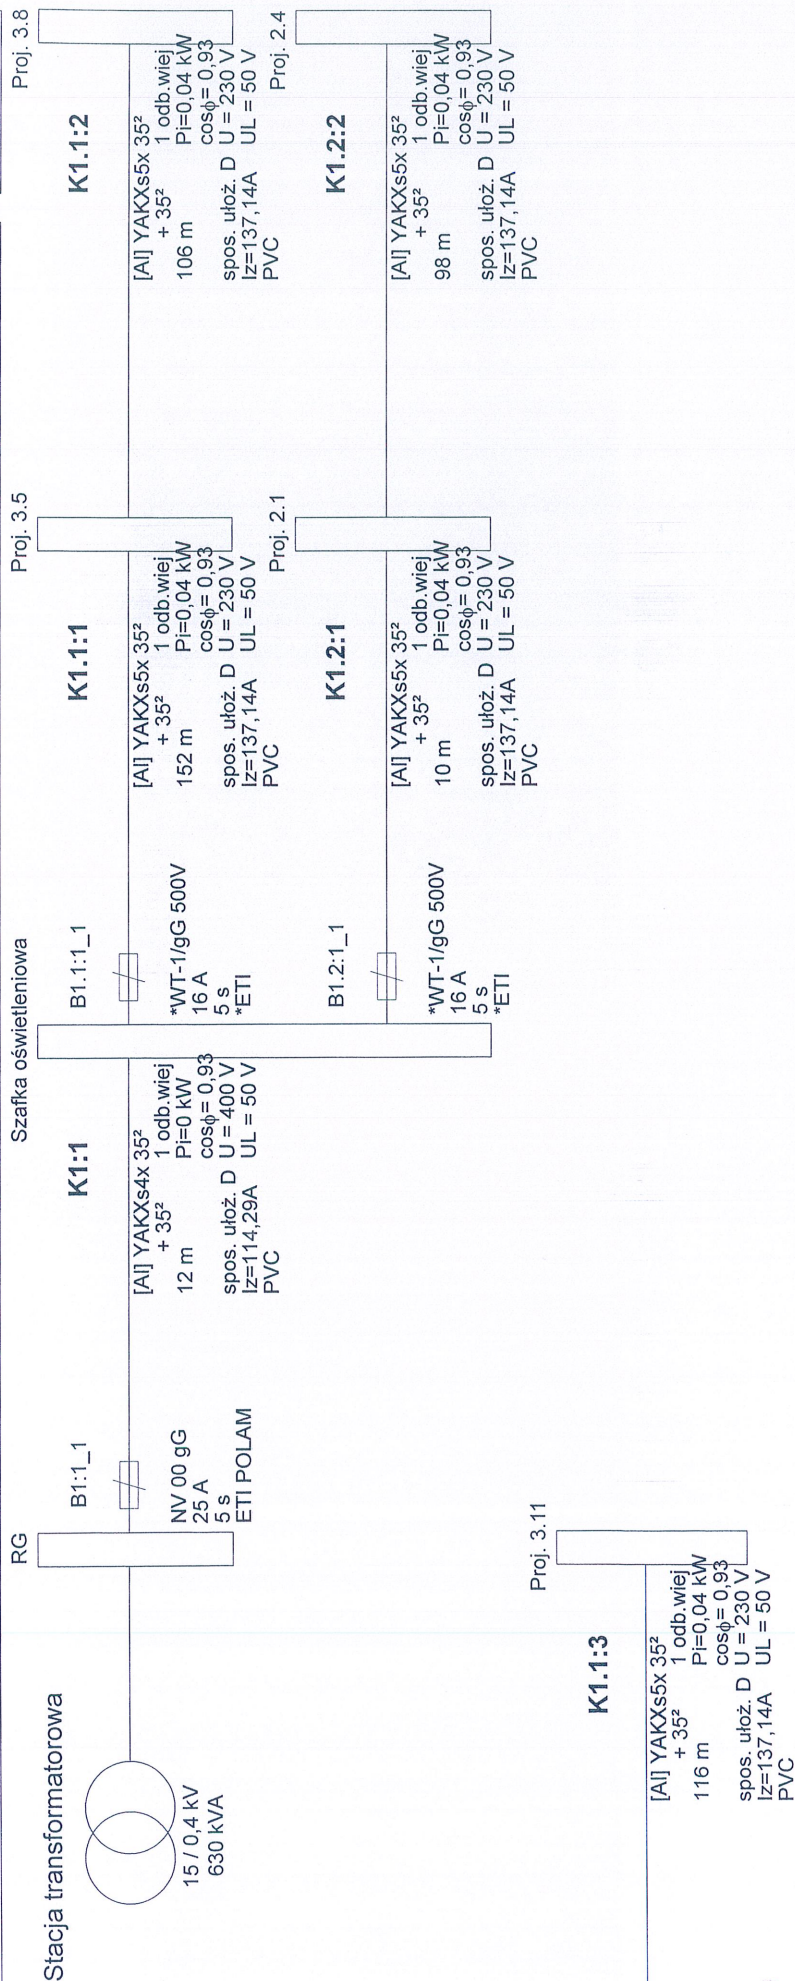 Stacja transformatorowa
15 / 0,4 kV
630 kVA
RG
B1:1_1
NV 00 gG
25 A
5 s
ETI POLAM
K1:1
[Al] YAKXs4x 35²
+ 35²
12 m
spos. ułoż. D
Iz=114,29A
PVC
1 odb.wiej
Pi=0 kW
cosϕ= 0,93
U = 400 V
UL = 50 V
Szafka oświetleniowa
B1.1:1_1
*WT-1/gG 500V
16 A
5 s
*ETI
K1.1:1
[Al] YAKXs5x 35²
+ 35²
152 m
spos. ułoż. D
Iz=137,14A
PVC
1 odb.wiej
Pi=0,04 kW
cosϕ= 0,93
U = 230 V
UL = 50 V
Proj. 3.5
K1.1:2
[Al] YAKXs5x 35²
+ 35²
106 m
spos. ułoż. D
Iz=137,14A
PVC
1 odb.wiej
Pi=0,04 kW
cosϕ= 0,93
U = 230 V
UL = 50 V
Proj. 3.8
B1.2:1_1
*WT-1/gG 500V
16 A
5 s
*ETI
K1.2:1
[Al] YAKXs5x 35²
+ 35²
10 m
spos. ułoż. D
Iz=137,14A
PVC
1 odb.wiej
Pi=0,04 kW
cosϕ= 0,93
U = 230 V
UL = 50 V
Proj. 2.1
K1.2:2
[Al] YAKXs5x 35²
+ 35²
98 m
spos. ułoż. D
Iz=137,14A
PVC
1 odb.wiej
Pi=0,04 kW
cosϕ= 0,93
U = 230 V
UL = 50 V
Proj. 2.4
K1.1:3
[Al] YAKXs5x 35²
+ 35²
116 m
spos. ułoż. D
Iz=137,14A
PVC
1 odb.wiej
Pi=0,04 kW
cosϕ= 0,93
U = 230 V
UL = 50 V
Proj. 3.11